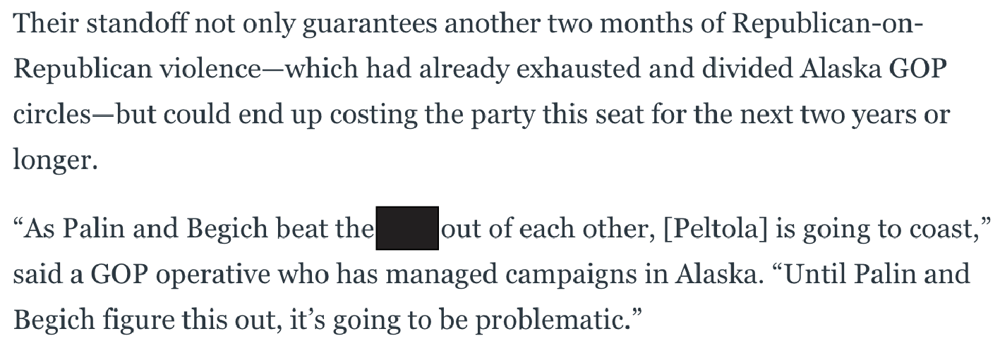 Their standoff not only guarantees another two months of Republican-on-
Republican violence—which had already exhausted and divided Alaska GOP
circles—but could end up costing the party this seat for the next two years or
longer.
“As Palin and Begich beat the out of each other, [Peltola] is going to coast,”
said a GOP operative who has managed campaigns in Alaska. “Until Palin and
Begich figure this out, it’s going to be problematic.”